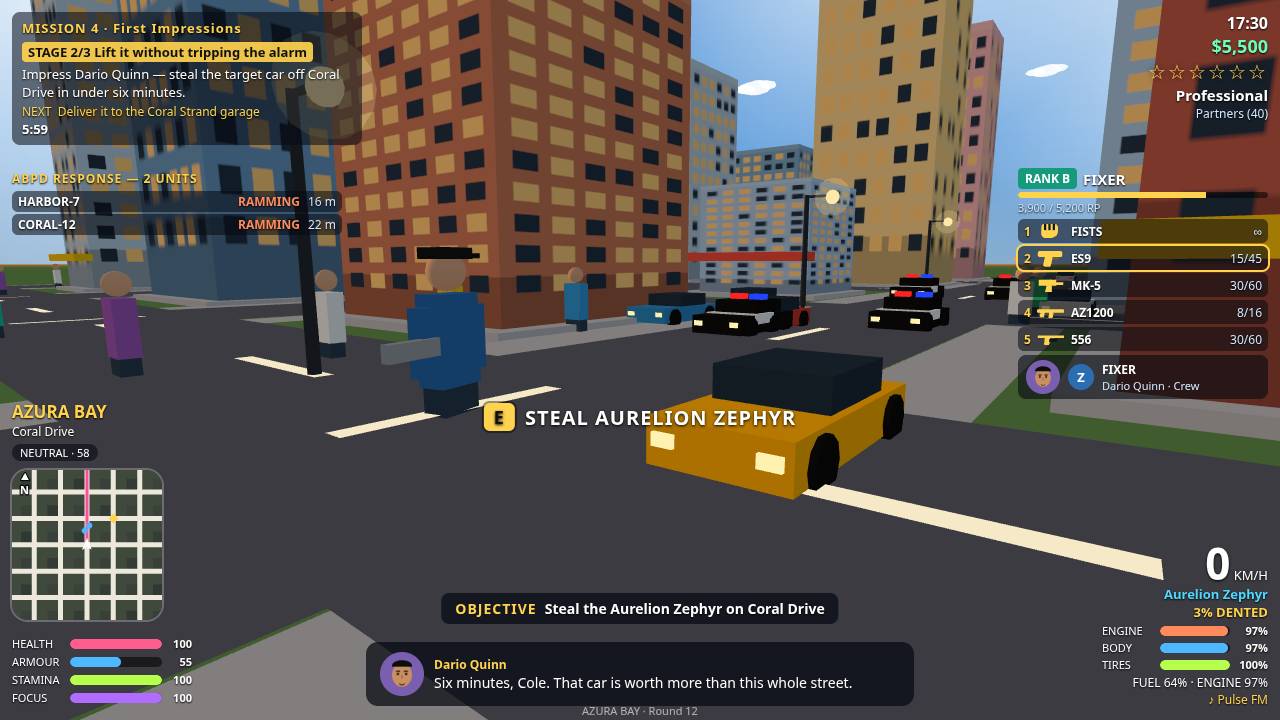 MISSION 4 · First Impressions
STAGE 2/3 Lift it without tripping the alarm
Impress Dario Quinn — steal the target car off Coral
Drive in under six minutes.
NEXT Deliver it to the Coral Strand garage
5:59
ABPD RESPONSE — 2 UNITS
HARBOR-7 RAMMING 16 m
CORAL-12 RAMMING 22 m
17:30
$5,500
☆☆☆☆☆☆
Professional
Partners (40)
RANK B FIXER
3,900 / 5,200 RP
1 FISTS ∞
2 ES9 15/45
3 MK-5 30/60
4 AZ1200 8/16
5 556 30/60
Z FIXER
Dario Quinn · Crew
E STEAL AURELION ZEPHYR
AZURA BAY
Coral Drive
NEUTRAL · 58
N
HEALTH 100
ARMOUR 55
STAMINA 100
FOCUS 100
OBJECTIVE Steal the Aurelion Zephyr on Coral Drive
Dario Quinn
Six minutes, Cole. That car is worth more than this whole street.
AZURA BAY · Round 12
0 KM/H
Aurelion Zephyr
3% DENTED
ENGINE 97%
BODY 97%
TIRES 100%
FUEL 64% · ENGINE 97%
♪ Pulse FM